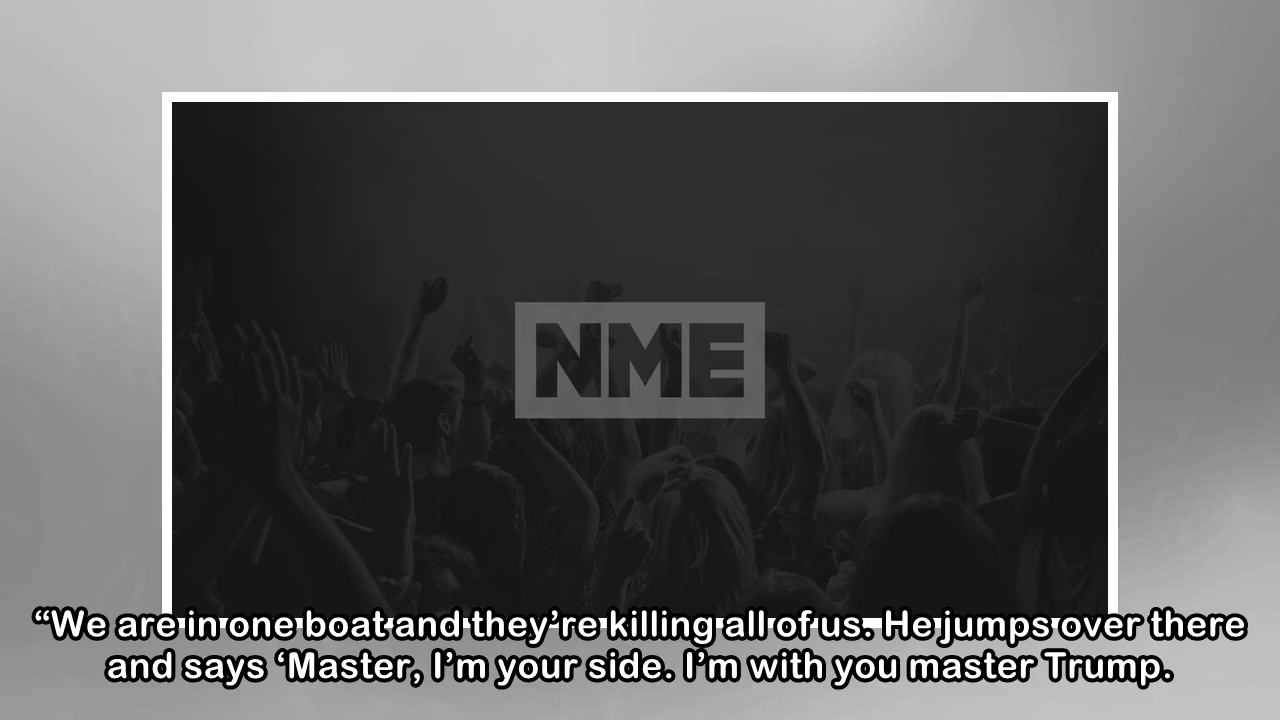 NME
“We are in one boat and they’re killing all of us. He jumps over there
and says ‘Master, I’m your side. I’m with you master Trump.